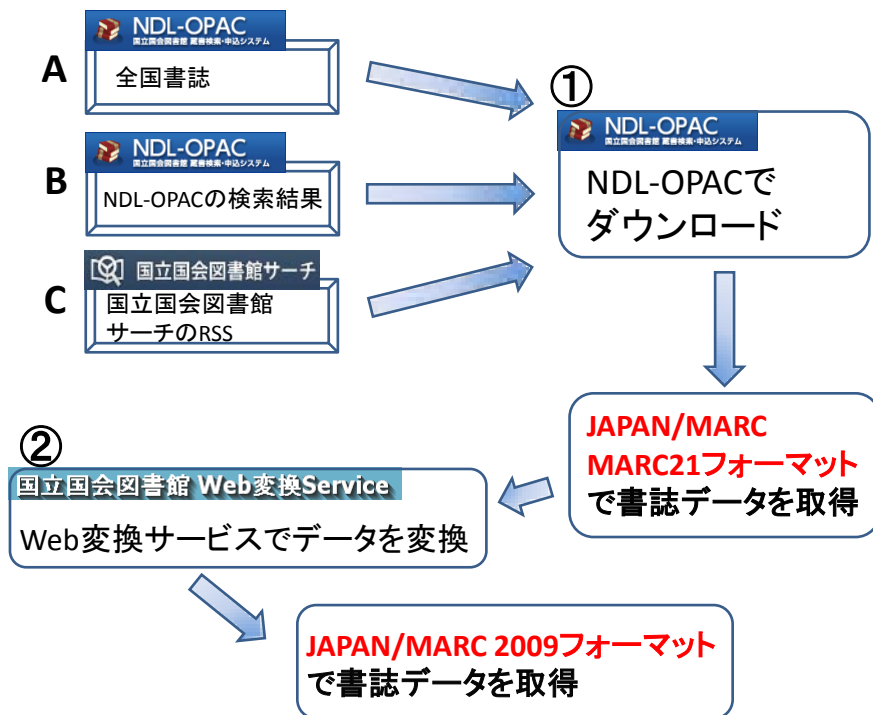 A
NDL-OPAC
国立国会図書館 蔵書検索・申込システム
全国書誌
B
NDL-OPAC
国立国会図書館 蔵書検索・申込システム
NDL-OPACの検索結果
C
国立国会図書館サーチ
国立国会図書館
サーチのRSS
①
NDL-OPAC
国立国会図書館 蔵書検索・申込システム
NDL-OPACで
ダウンロード
JAPAN/MARC
MARC21フォーマット
で書誌データを取得
②
国立国会図書館 Web変換Service
Web変換サービスでデータを変換
JAPAN/MARC 2009フォーマット
で書誌データを取得